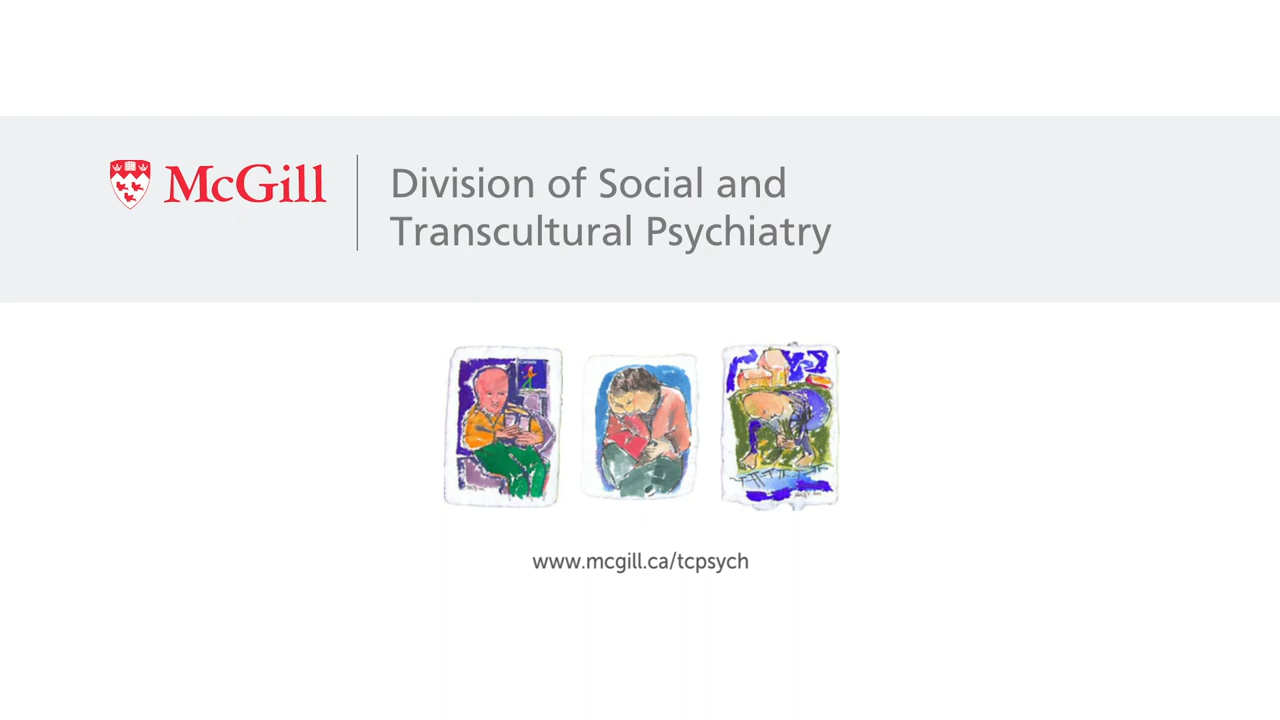 McGill
Division of Social and
Transcultural Psychiatry
www.mcgill.ca/tcpsych